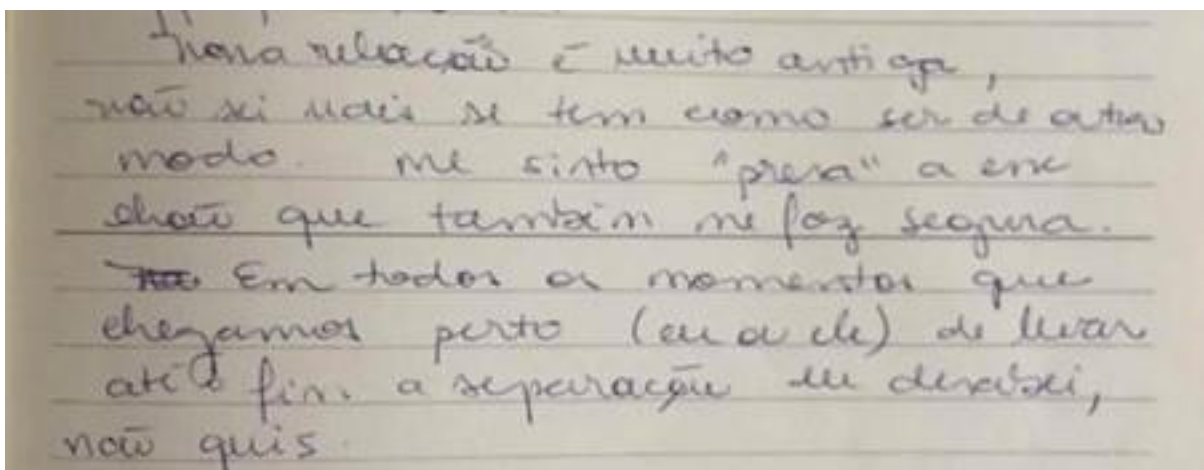 Nossa relação é muito antiga,
não sei mais se tem como ser de outro
modo. Me sinto "presa" a esse
chão que também me faz segura.
Em todos os momentos que
chegamos perto (eu ou ele) de levar
até o fim a separação eu desabei,
não quis.